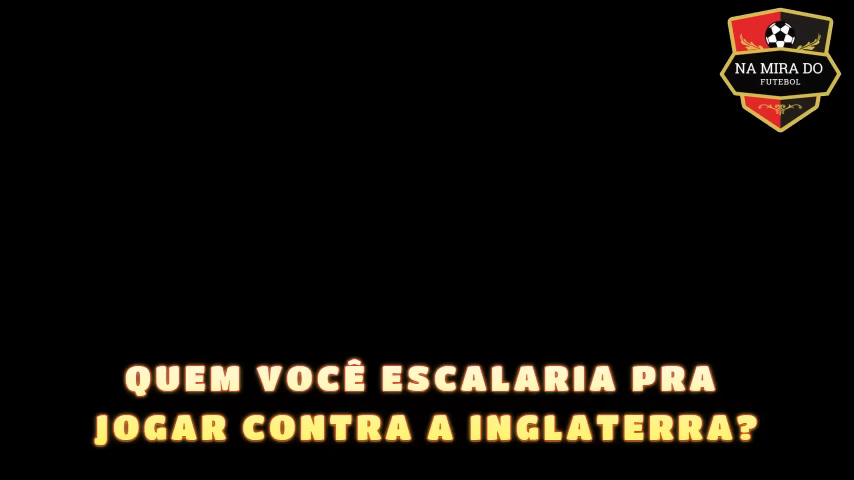 NA MIRA DO
FUTEBOL
QUEM VOCÊ ESCALARIA PRA
JOGAR CONTRA A INGLATERRA?